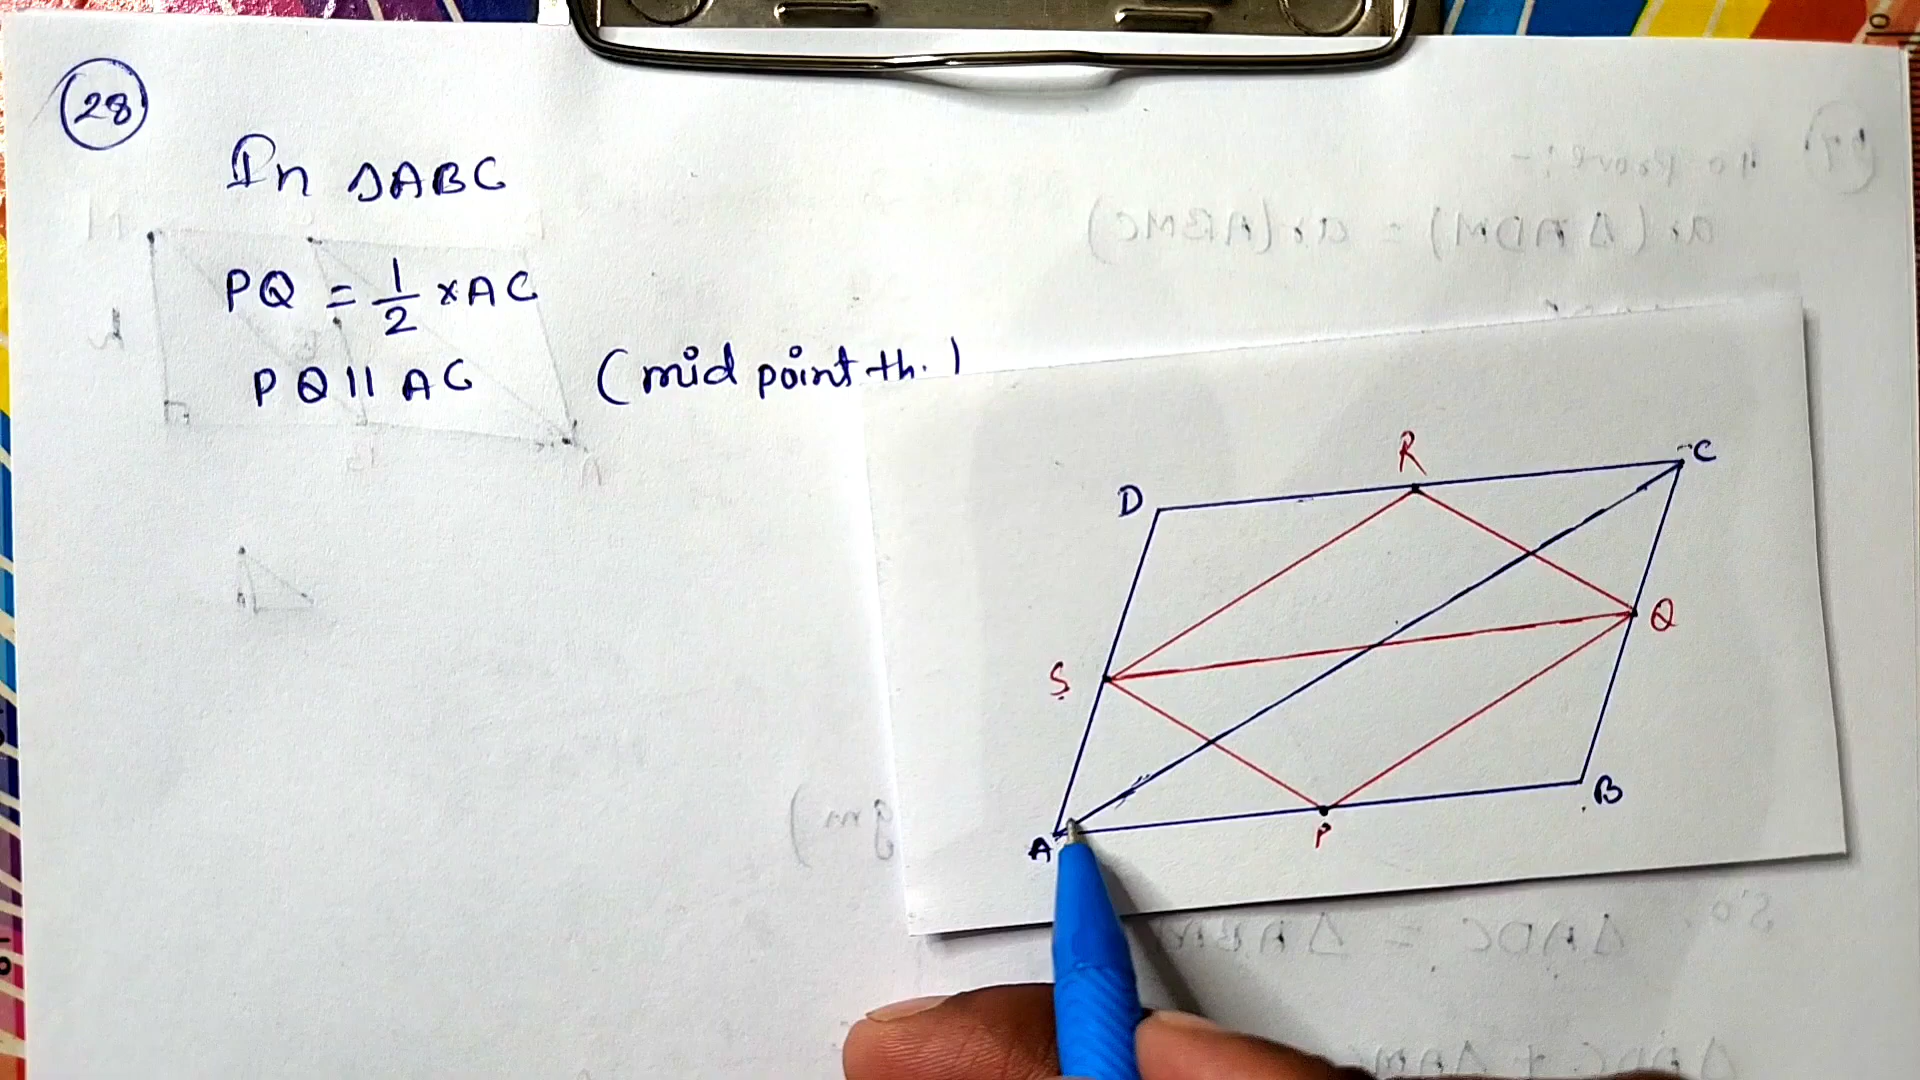 28
In ΔABC
PQ = 1/2 × AC
PQ || AC (mid point th.)
R
C
D
Q
S
B
P
A